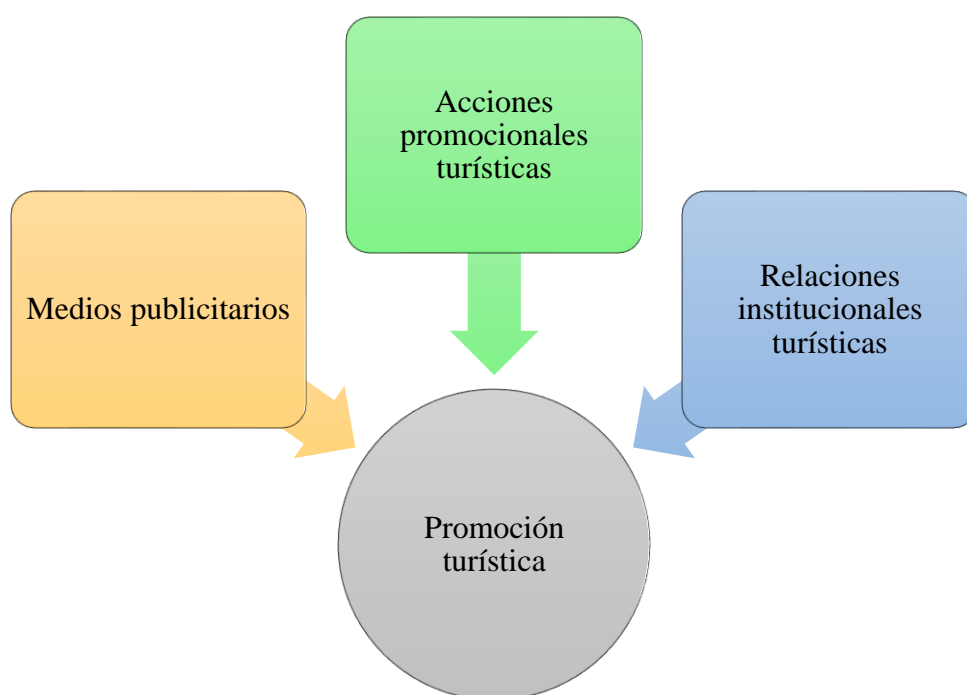 Acciones
promocionales
turísticas
Medios publicitarios
Relaciones
institucionales
turísticas
Promoción
turística